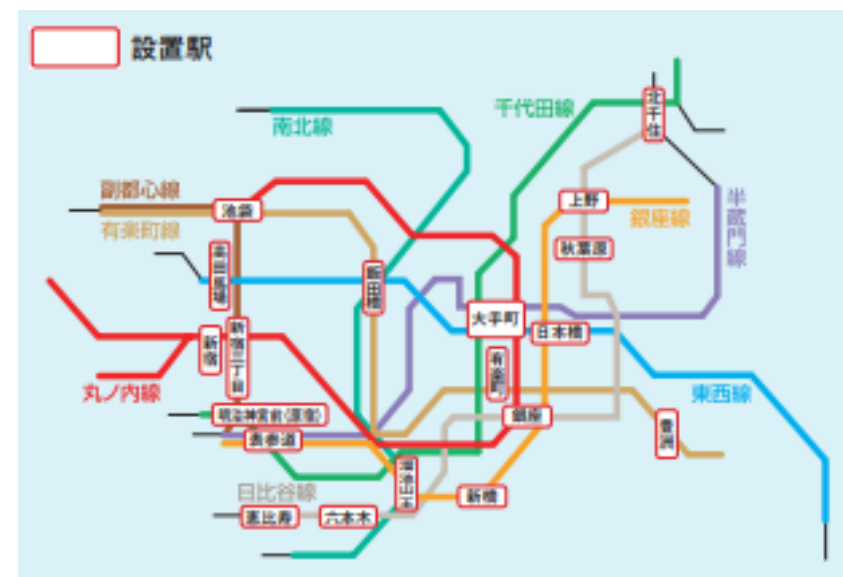 設置駅
千代田線
北千住
南北線
副都心線
池袋
上野
半蔵門線
有楽町線
銀座線
高田馬場
飯田橋
秋葉原
大手町
日本橋
新宿
新宿三丁目
有楽町
丸ノ内線
東西線
明治神宮前〈原宿〉
銀座
豊洲
表参道
溜池山王
日比谷線
新橋
恵比寿
六本木